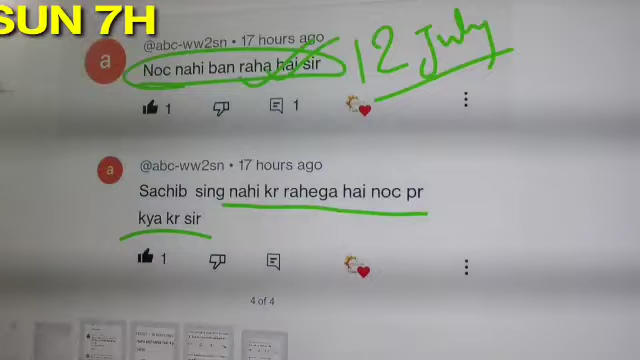 SUN 7H
@abc-ww2sn • 17 hours ago
a
Noc nahi ban raha hai sir
12 July
1
1
@abc-ww2sn • 17 hours ago
a
Sachib sing nahi kr rahega hai noc pr
kya kr sir
1
4 of 4